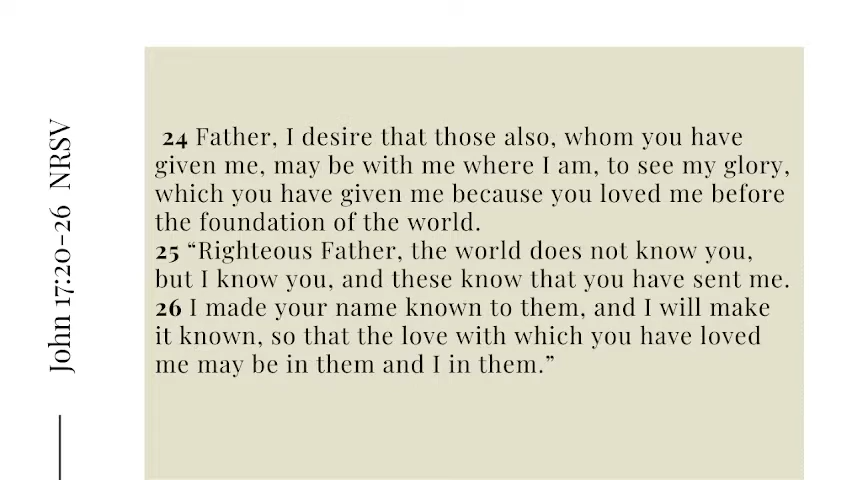 John 17:20-26 NRSV
24 Father, I desire that those also, whom you have
given me, may be with me where I am, to see my glory,
which you have given me because you loved me before
the foundation of the world.
25 “Righteous Father, the world does not know you,
but I know you, and these know that you have sent me.
26 I made your name known to them, and I will make
it known, so that the love with which you have loved
me may be in them and I in them.”